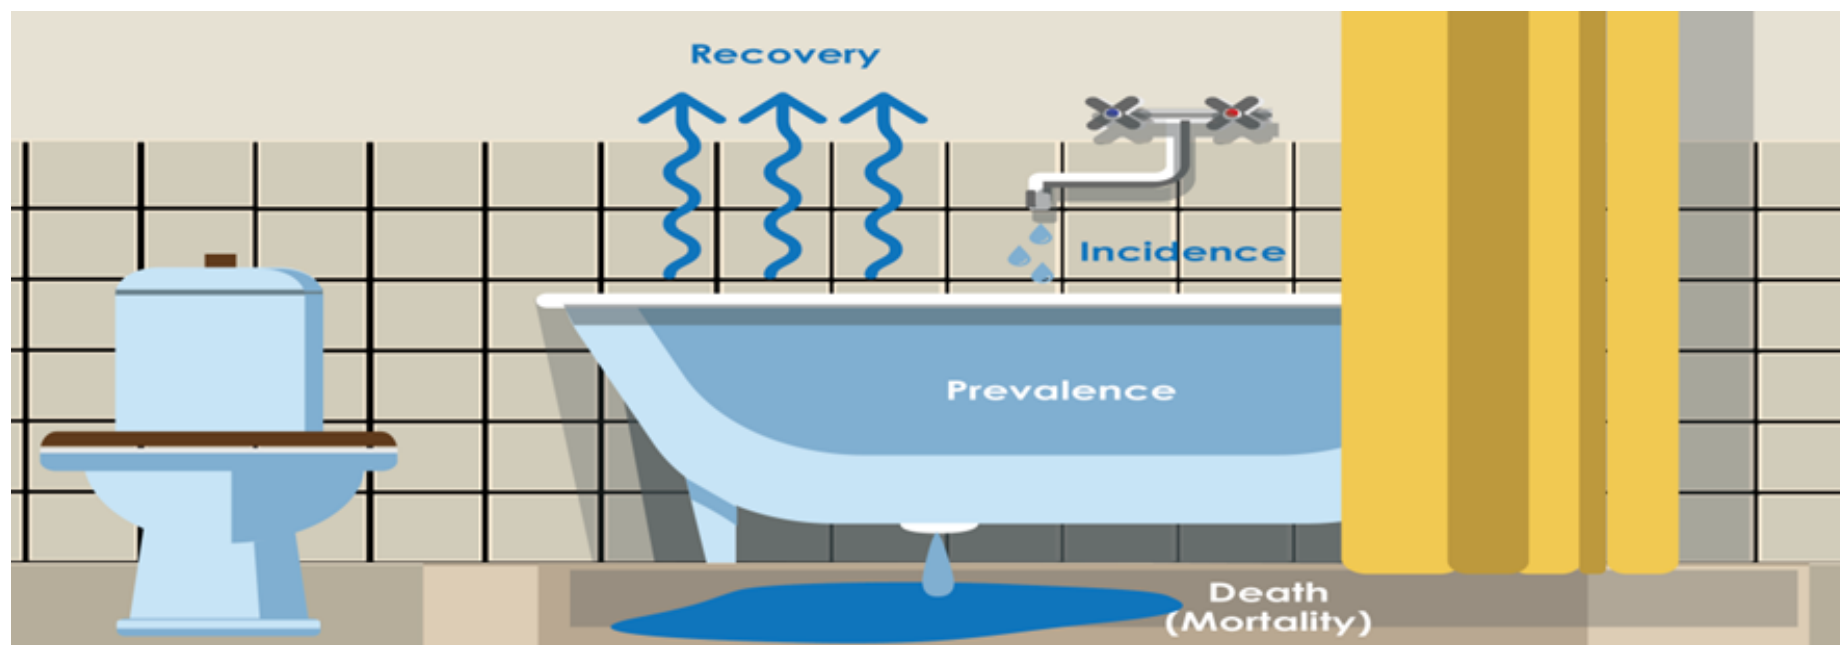 Recovery
Incidence
Prevalence
Death
(Mortality)